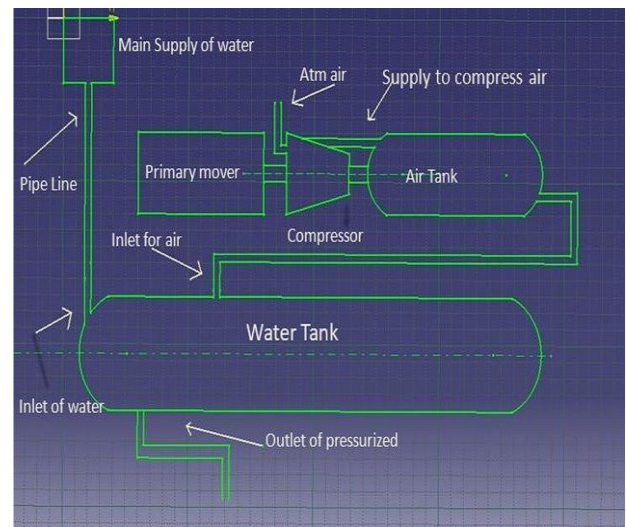 Main Supply of water
Atm air
Supply to compress air
Pipe Line
Primary mover
Air Tank
Compressor
Inlet for air
Water Tank
Inlet of water
Outlet of pressurized